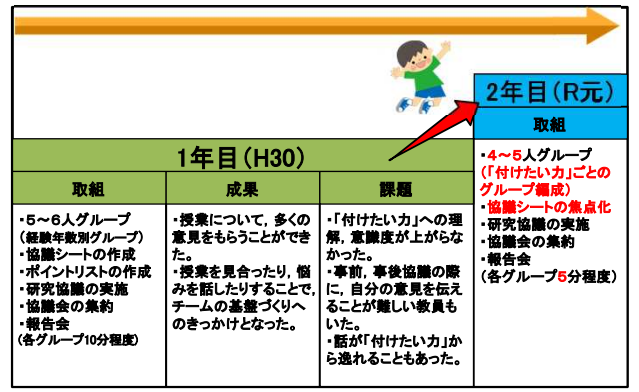 2年目(R元)
取組
・4～5人グループ
(「付けたい力」ごとの
グループ編成)
・協議シートの焦点化
・研究協議の実施
・協議会の集約
・報告会
(各グループ5分程度)
1年目(H30)
取組
・5～6人グループ
(経験年数別グループ)
・協議シートの作成
・ポイントリストの作成
・研究協議の実施
・協議会の集約
・報告会
(各グループ10分程度)
成果
・授業について,多くの
意見をもらうことができ
た。
・授業を見合ったり,悩
みを話したりすることで,
チームの基盤づくりへ
のきっかけとなった。
課題
・「付けたい力」への理
解,意識度が上がらな
かった。
・事前,事後協議の際
に,自分の意見を伝え
ることが難しい教員も
いた。
・話が「付けたい力」か
ら逸れることもあった。